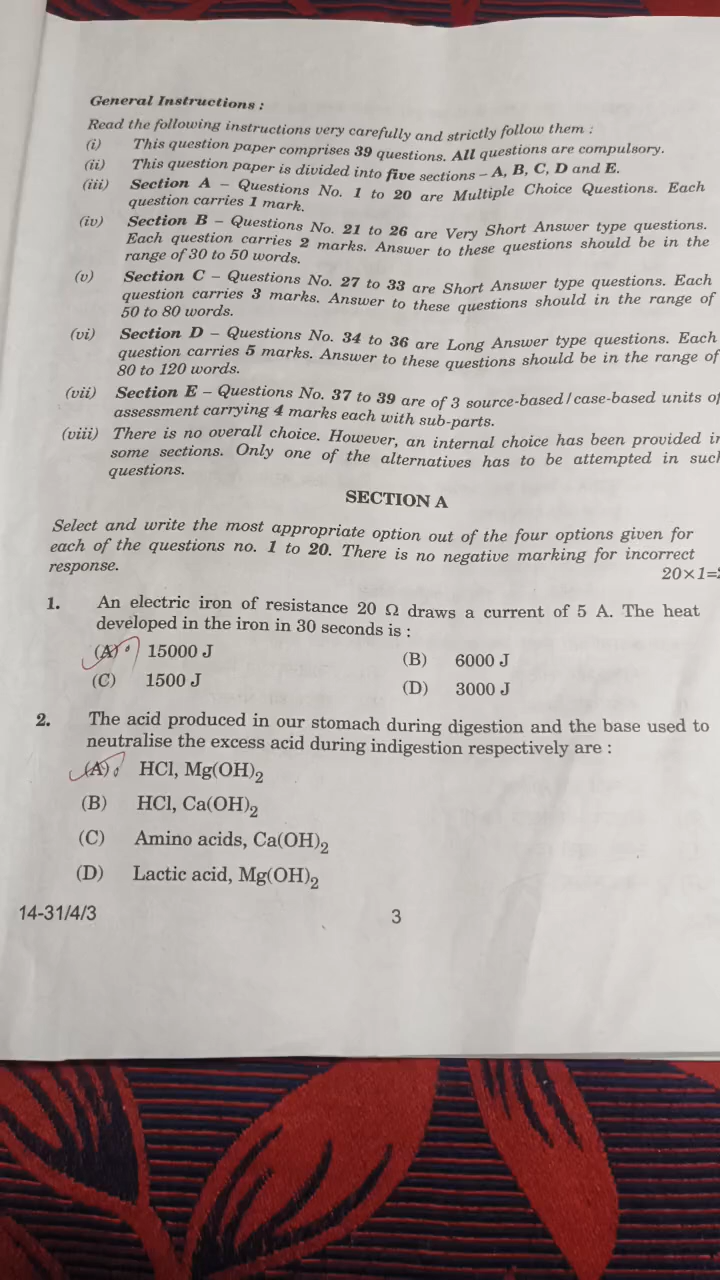 General Instructions :
Read the following instructions very carefully and strictly follow them :
(i) This question paper comprises 39 questions. All questions are compulsory.
(ii) This question paper is divided into five sections – A, B, C, D and E.
(iii) Section A – Questions No. 1 to 20 are Multiple Choice Questions. Each
question carries 1 mark.
(iv) Section B – Questions No. 21 to 26 are Very Short Answer type questions.
Each question carries 2 marks. Answer to these questions should be in the
range of 30 to 50 words.
(v) Section C – Questions No. 27 to 33 are Short Answer type questions. Each
question carries 3 marks. Answer to these questions should in the range of
50 to 80 words.
(vi) Section D – Questions No. 34 to 36 are Long Answer type questions. Each
question carries 5 marks. Answer to these questions should be in the range of
80 to 120 words.
(vii) Section E – Questions No. 37 to 39 are of 3 source-based / case-based units of
assessment carrying 4 marks each with sub-parts.
(viii) There is no overall choice. However, an internal choice has been provided in
some sections. Only one of the alternatives has to be attempted in such
questions.
SECTION A
Select and write the most appropriate option out of the four options given for
each of the questions no. 1 to 20. There is no negative marking for incorrect
response.
20×1=
1. An electric iron of resistance 20 Ω draws a current of 5 A. The heat
developed in the iron in 30 seconds is :
(A) 15000 J (B) 6000 J
(C) 1500 J (D) 3000 J
2. The acid produced in our stomach during digestion and the base used to
neutralise the excess acid during indigestion respectively are :
(A) HCl, Mg(OH)₂
(B) HCl, Ca(OH)₂
(C) Amino acids, Ca(OH)₂
(D) Lactic acid, Mg(OH)₂
14-31/4/3 3